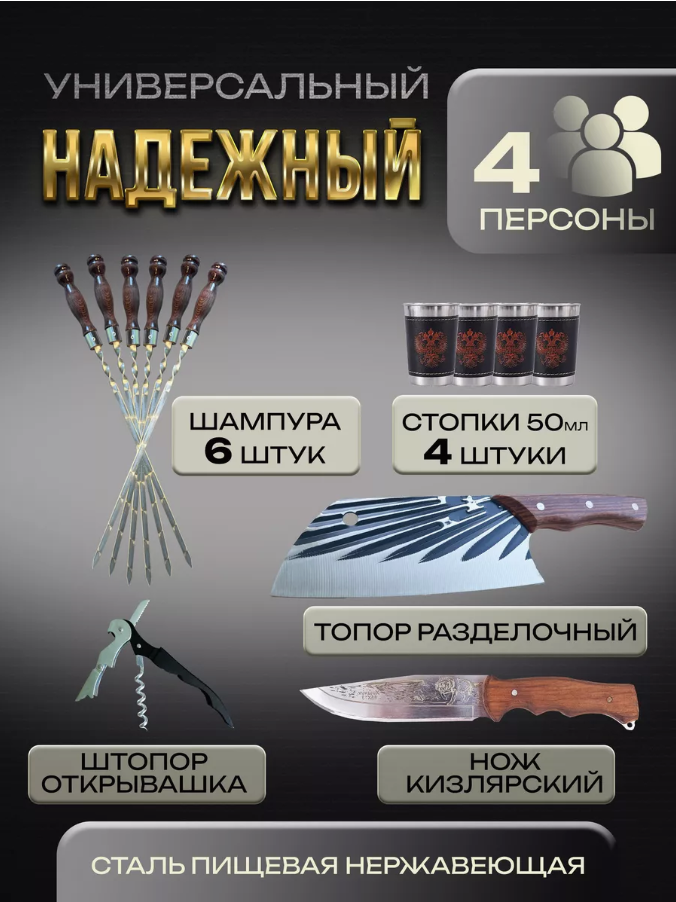 УНИВЕРСАЛЬНЫЙ
НАДЕЖНЫЙ
4
ПЕРСОНЫ
ШАМПУРА
6 ШТУК
СТОПКИ 50мл
4 ШТУКИ
ТОПОР РАЗДЕЛОЧНЫЙ
ШТОПОР
ОТКРЫВАШКА
НОЖ
КИЗЛЯРСКИЙ
СТАЛЬ ПИЩЕВАЯ НЕРЖАВЕЮЩАЯ